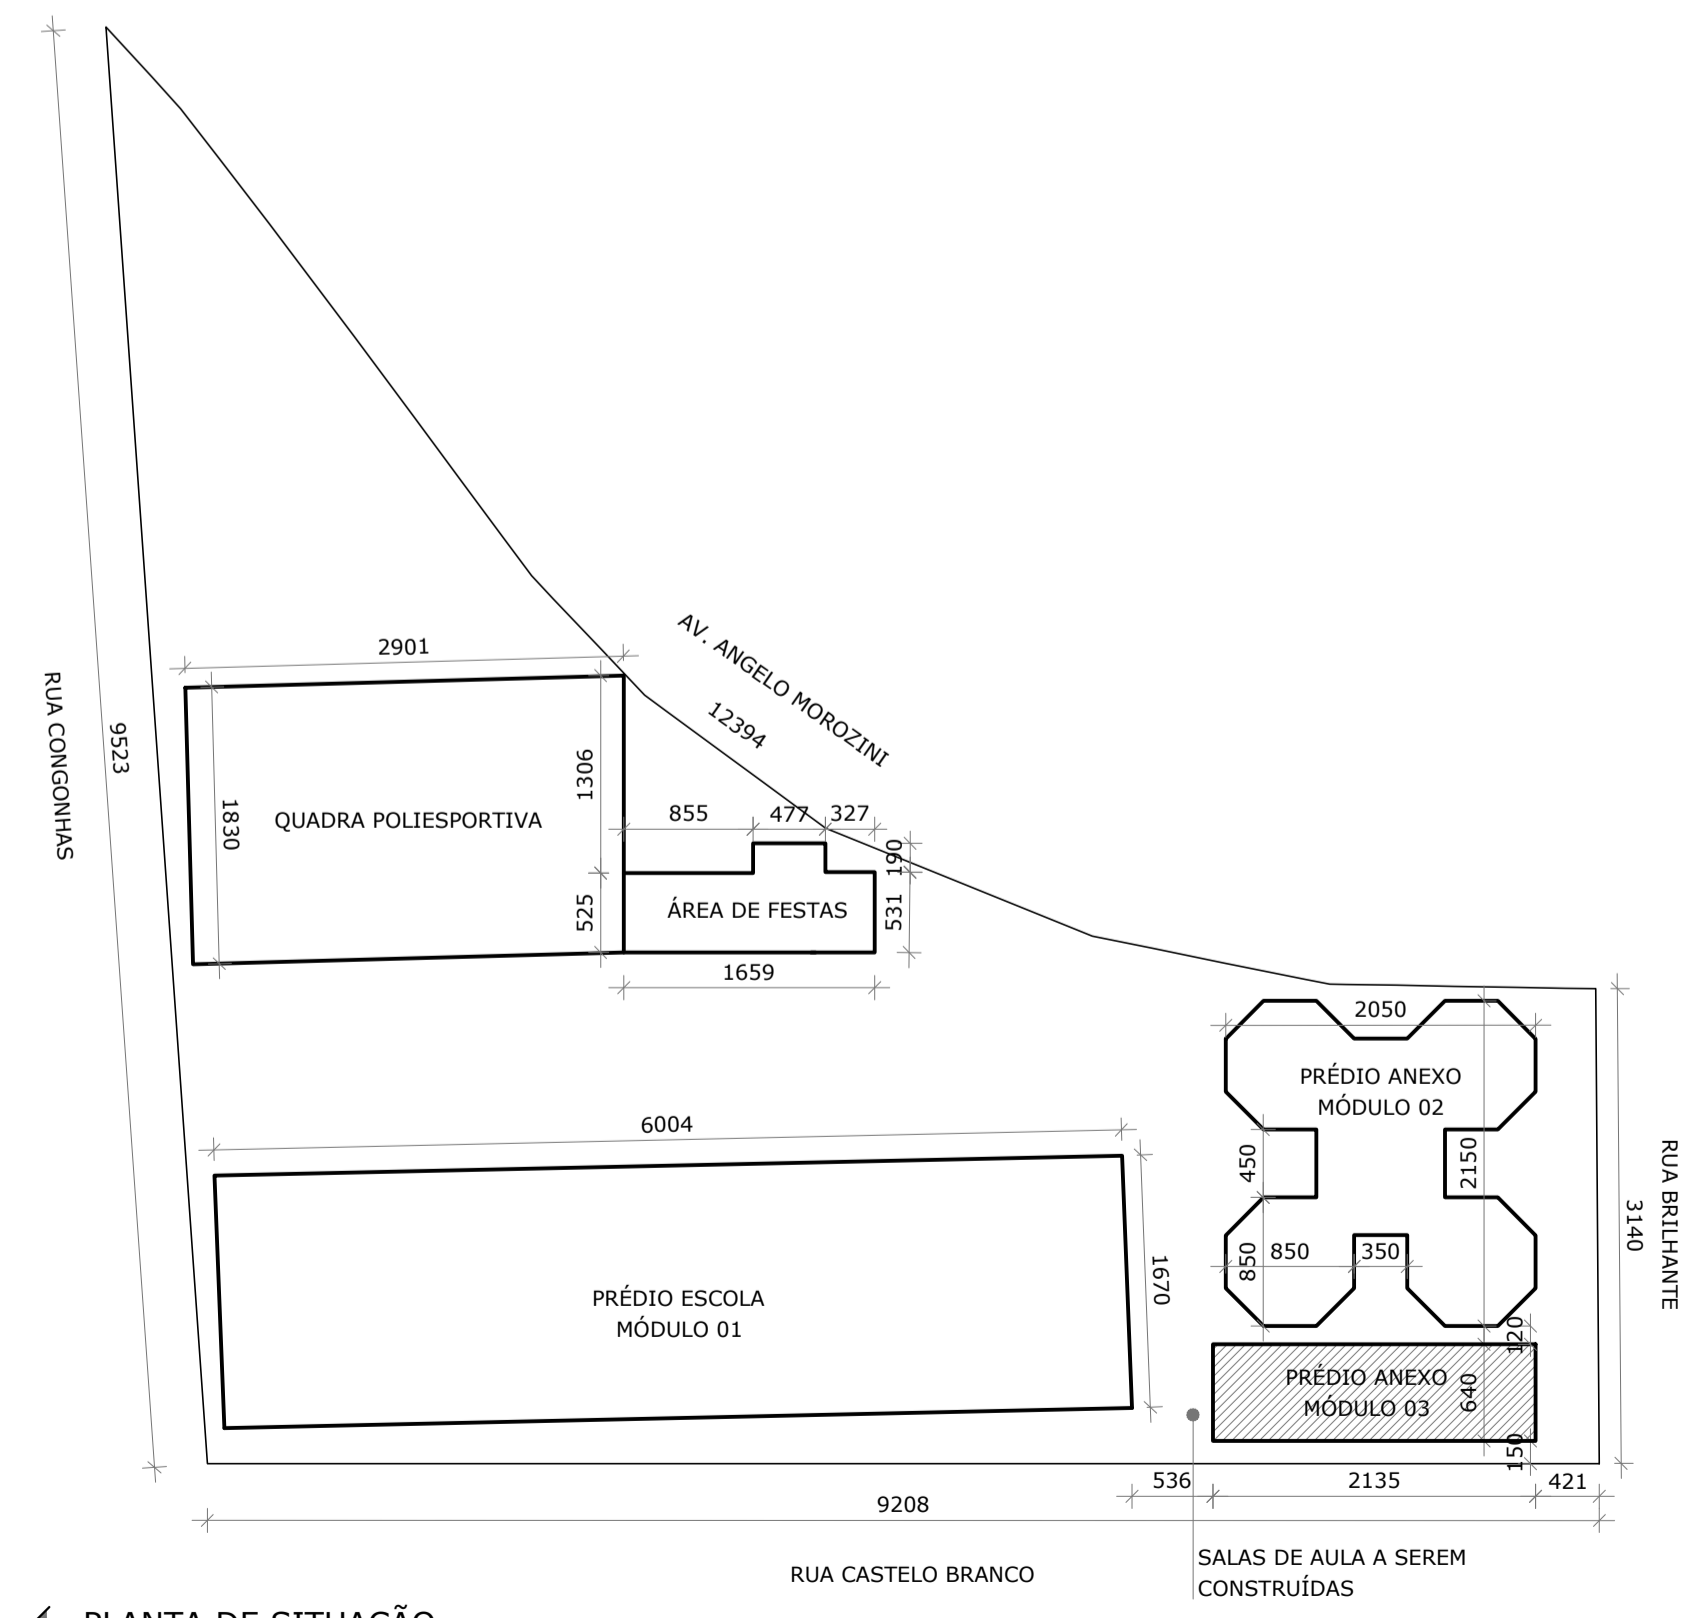 RUA CONGONHAS
9523
2901
1830
QUADRA POLIESPORTIVA
1306
525
AV. ANGELO MOROZINI
12394
855
477
327
190
531
ÁREA DE FESTAS
1659
6004
1670
PRÉDIO ESCOLA
MÓDULO 01
2050
PRÉDIO ANEXO
MÓDULO 02
450
2150
850
850
350
120
PRÉDIO ANEXO
MÓDULO 03
640
150
3140
RUA BRILHANTE
536
2135
421
9208
RUA CASTELO BRANCO
SALAS DE AULA A SEREM
CONSTRUÍDAS
PLANTA DE SITUAÇÃO